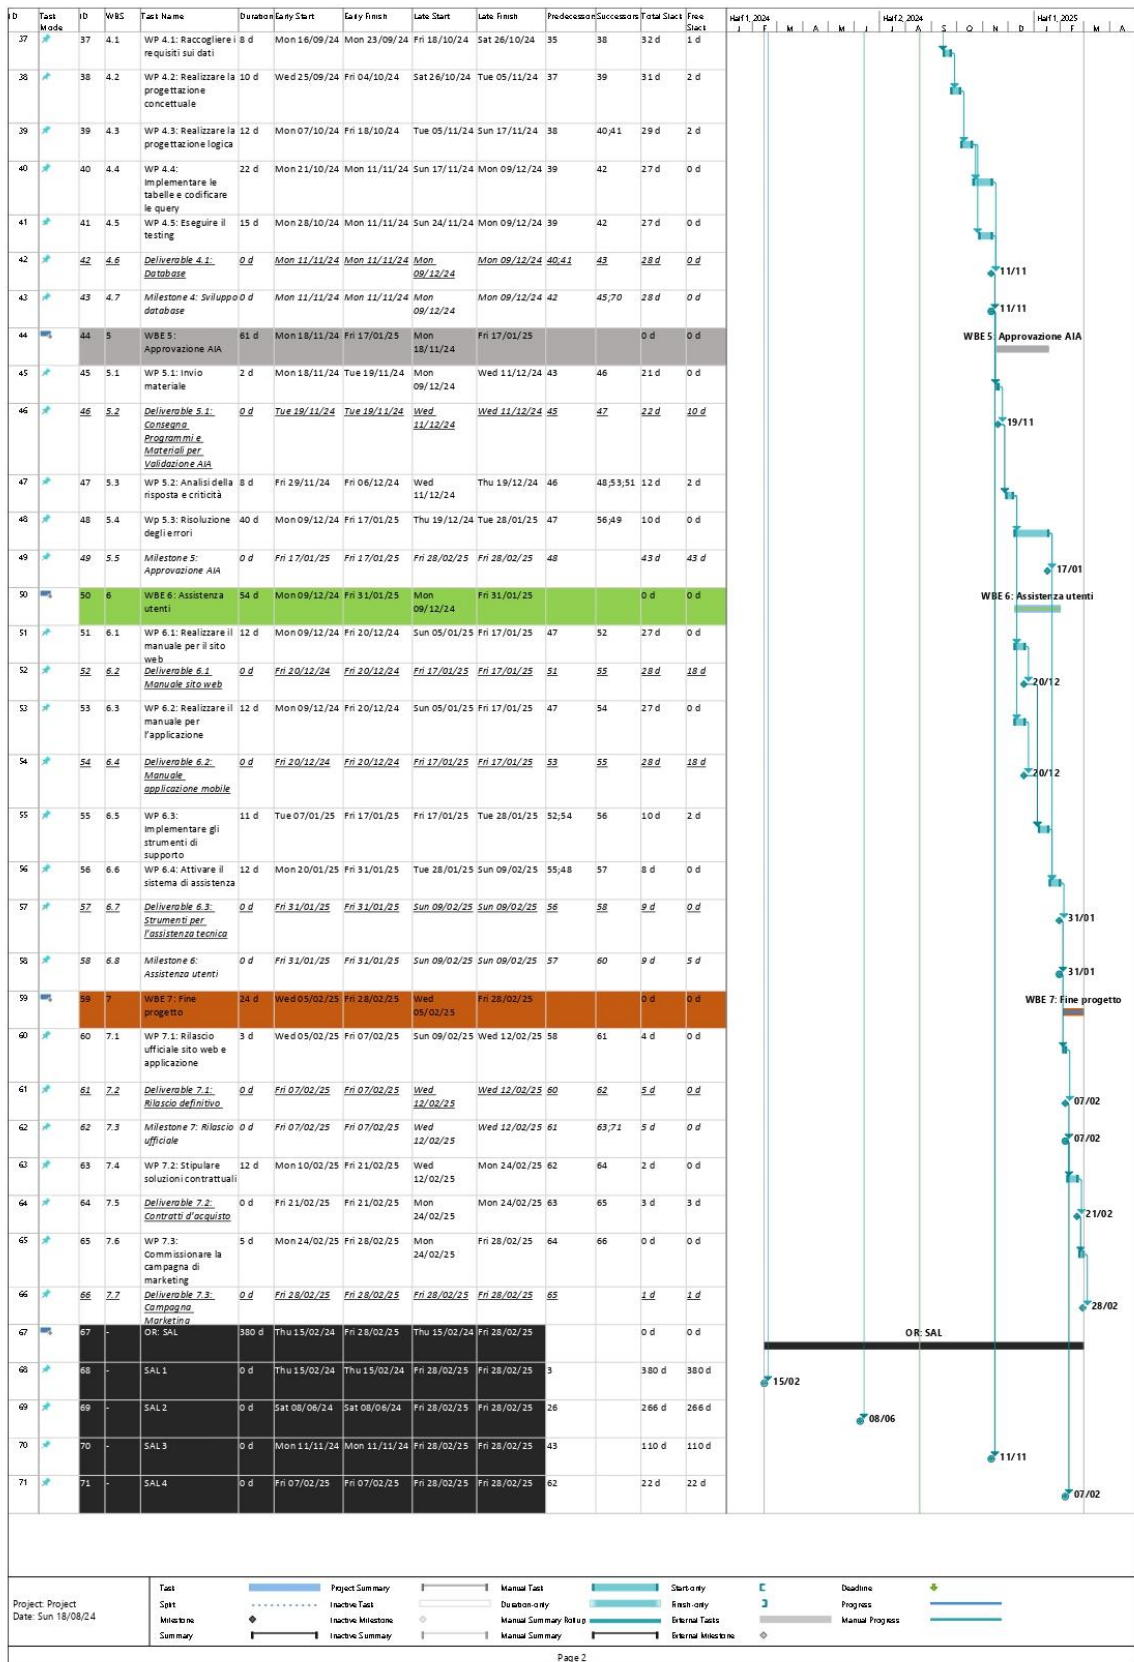 ID Task Mode ID WBS Task Name Duration Early Start Early Finish Late Start Late Finish Predecessors Successors Total Slack Free Slack Half 1, 2024 Half 2, 2024 Half 1, 2025
J F M A M J J A S O N D J F M A
37 37 4.1 WP 4.1: Raccogliere i requisiti sui dati 8 d Mon 16/09/24 Mon 23/09/24 Fri 18/10/24 Sat 26/10/24 35 38 32 d 1 d
38 38 4.2 WP 4.2: Realizzare la progettazione concettuale 10 d Wed 25/09/24 Fri 04/10/24 Sat 26/10/24 Tue 05/11/24 37 39 31 d 2 d
39 39 4.3 WP 4.3: Realizzare la progettazione logica 12 d Mon 07/10/24 Fri 18/10/24 Tue 05/11/24 Sun 17/11/24 38 40;41 29 d 2 d
40 40 4.4 WP 4.4: Implementare le tabelle e codificare le query 22 d Mon 21/10/24 Mon 11/11/24 Sun 17/11/24 Mon 09/12/24 39 42 27 d 0 d
41 41 4.5 WP 4.5: Eseguire il testing 15 d Mon 28/10/24 Mon 11/11/24 Sun 24/11/24 Mon 09/12/24 39 42 27 d 0 d
42 42 4.6 Deliverable 4.1: Database 0 d Mon 11/11/24 Mon 11/11/24 Mon 09/12/24 Mon 09/12/24 40;41 43 28 d 0 d 11/11
43 43 4.7 Milestone 4: Sviluppo database 0 d Mon 11/11/24 Mon 11/11/24 Mon 09/12/24 Mon 09/12/24 42 45;70 28 d 0 d 11/11
44 44 5 WBE 5: Approvazione AIA 61 d Mon 18/11/24 Fri 17/01/25 Mon 18/11/24 Fri 17/01/25 0 d 0 d WBE 5: Approvazione AIA
45 45 5.1 WP 5.1: Invio materiale 2 d Mon 18/11/24 Tue 19/11/24 Mon 09/12/24 Wed 11/12/24 43 46 21 d 0 d
46 46 5.2 Deliverable 5.1: Consegna Programmi e Materiali per Validazione AIA 0 d Tue 19/11/24 Tue 19/11/24 Wed 11/12/24 Wed 11/12/24 45 47 22 d 10 d 19/11
47 47 5.3 WP 5.2: Analisi della risposta e criticità 8 d Fri 29/11/24 Fri 06/12/24 Wed 11/12/24 Thu 19/12/24 46 48;53;51 12 d 2 d
48 48 5.4 Wp 5.3: Risoluzione degli errori 40 d Mon 09/12/24 Fri 17/01/25 Thu 19/12/24 Tue 28/01/25 47 56;49 10 d 0 d
49 49 5.5 Milestone 5: Approvazione AIA 0 d Fri 17/01/25 Fri 17/01/25 Fri 28/02/25 Fri 28/02/25 48 43 d 43 d 17/01
50 50 6 WBE 6: Assistenza utenti 54 d Mon 09/12/24 Fri 31/01/25 Mon 09/12/24 Fri 31/01/25 0 d 0 d WBE 6: Assistenza utenti
51 51 6.1 WP 6.1: Realizzare il manuale per il sito web 12 d Mon 09/12/24 Fri 20/12/24 Sun 05/01/25 Fri 17/01/25 47 52 27 d 0 d
52 52 6.2 Deliverable 6.1 Manuale sito web 0 d Fri 20/12/24 Fri 20/12/24 Fri 17/01/25 Fri 17/01/25 51 55 28 d 18 d 20/12
53 53 6.3 WP 6.2: Realizzare il manuale per l'applicazione 12 d Mon 09/12/24 Fri 20/12/24 Sun 05/01/25 Fri 17/01/25 47 54 27 d 0 d
54 54 6.4 Deliverable 6.2: Manuale applicazione mobile 0 d Fri 20/12/24 Fri 20/12/24 Fri 17/01/25 Fri 17/01/25 53 55 28 d 18 d 20/12
55 55 6.5 WP 6.3: Implementare gli strumenti di supporto 11 d Tue 07/01/25 Fri 17/01/25 Fri 17/01/25 Tue 28/01/25 52;54 56 10 d 2 d
56 56 6.6 WP 6.4: Attivare il sistema di assistenza 12 d Mon 20/01/25 Fri 31/01/25 Tue 28/01/25 Sun 09/02/25 55;48 57 8 d 0 d
57 57 6.7 Deliverable 6.3: Strumenti per l'assistenza tecnica 0 d Fri 31/01/25 Fri 31/01/25 Sun 09/02/25 Sun 09/02/25 56 58 9 d 0 d 31/01
58 58 6.8 Milestone 6: Assistenza utenti 0 d Fri 31/01/25 Fri 31/01/25 Sun 09/02/25 Sun 09/02/25 57 60 9 d 5 d 31/01
59 59 7 WBE 7: Fine progetto 24 d Wed 05/02/25 Fri 28/02/25 Wed 05/02/25 Fri 28/02/25 0 d 0 d WBE 7: Fine progetto
60 60 7.1 WP 7.1: Rilascio ufficiale sito web e applicazione 3 d Wed 05/02/25 Fri 07/02/25 Sun 09/02/25 Wed 12/02/25 58 61 4 d 0 d
61 61 7.2 Deliverable 7.1: Rilascio definitivo 0 d Fri 07/02/25 Fri 07/02/25 Wed 12/02/25 Wed 12/02/25 60 62 5 d 0 d 07/02
62 62 7.3 Milestone 7: Rilascio ufficiale 0 d Fri 07/02/25 Fri 07/02/25 Wed 12/02/25 Wed 12/02/25 61 63;71 5 d 0 d 07/02
63 63 7.4 WP 7.2: Stipulare soluzioni contrattuali 12 d Mon 10/02/25 Fri 21/02/25 Wed 12/02/25 Mon 24/02/25 62 64 2 d 0 d
64 64 7.5 Deliverable 7.2: Contratti d'acquisto 0 d Fri 21/02/25 Fri 21/02/25 Mon 24/02/25 Mon 24/02/25 63 65 3 d 3 d 21/02
65 65 7.6 WP 7.3: Commissionare la campagna di marketing 5 d Mon 24/02/25 Fri 28/02/25 Mon 24/02/25 Fri 28/02/25 64 66 0 d 0 d
66 66 7.7 Deliverable 7.3: Campagna Marketing 0 d Fri 28/02/25 Fri 28/02/25 Fri 28/02/25 Fri 28/02/25 65 1 d 1 d 28/02
67 67 - OR: SAL 380 d Thu 15/02/24 Fri 28/02/25 Thu 15/02/24 Fri 28/02/25 0 d 0 d OR: SAL
68 68 - SAL 1 0 d Thu 15/02/24 Thu 15/02/24 Fri 28/02/25 Fri 28/02/25 3 380 d 380 d 15/02
69 69 - SAL 2 0 d Sat 08/06/24 Sat 08/06/24 Fri 28/02/25 Fri 28/02/25 26 266 d 266 d 08/06
70 70 - SAL 3 0 d Mon 11/11/24 Mon 11/11/24 Fri 28/02/25 Fri 28/02/25 43 110 d 110 d 11/11
71 71 - SAL 4 0 d Fri 07/02/25 Fri 07/02/25 Fri 28/02/25 Fri 28/02/25 62 22 d 22 d 07/02
Project: Project
Date: Sun 18/08/24
Task Project Summary Manual Task Start-only Deadline
Split Inactive Task Duration-only Finish-only Progress
Milestone Inactive Milestone Manual Summary Rollup External Tasks Manual Progress
Summary Inactive Summary Manual Summary External Milestone
Page 2